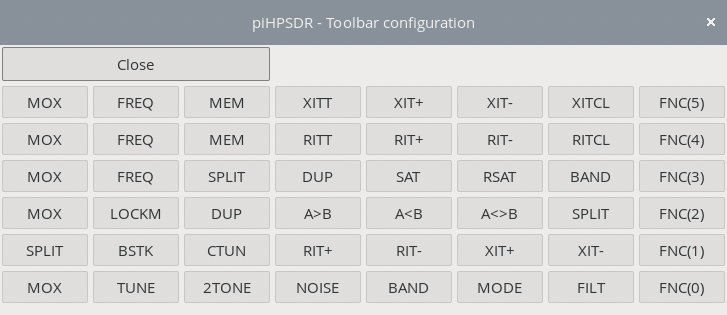 piHPSDR - Toolbar configuration ×
Close
MOX FREQ MEM XITT XIT+ XIT- XITCL FNC(5)
MOX FREQ MEM RITT RIT+ RIT- RITCL FNC(4)
MOX FREQ SPLIT DUP SAT RSAT BAND FNC(3)
MOX LOCKM DUP A>B A<B A<>B SPLIT FNC(2)
SPLIT BSTK CTUN RIT+ RIT- XIT+ XIT- FNC(1)
MOX TUNE 2TONE NOISE BAND MODE FILT FNC(0)